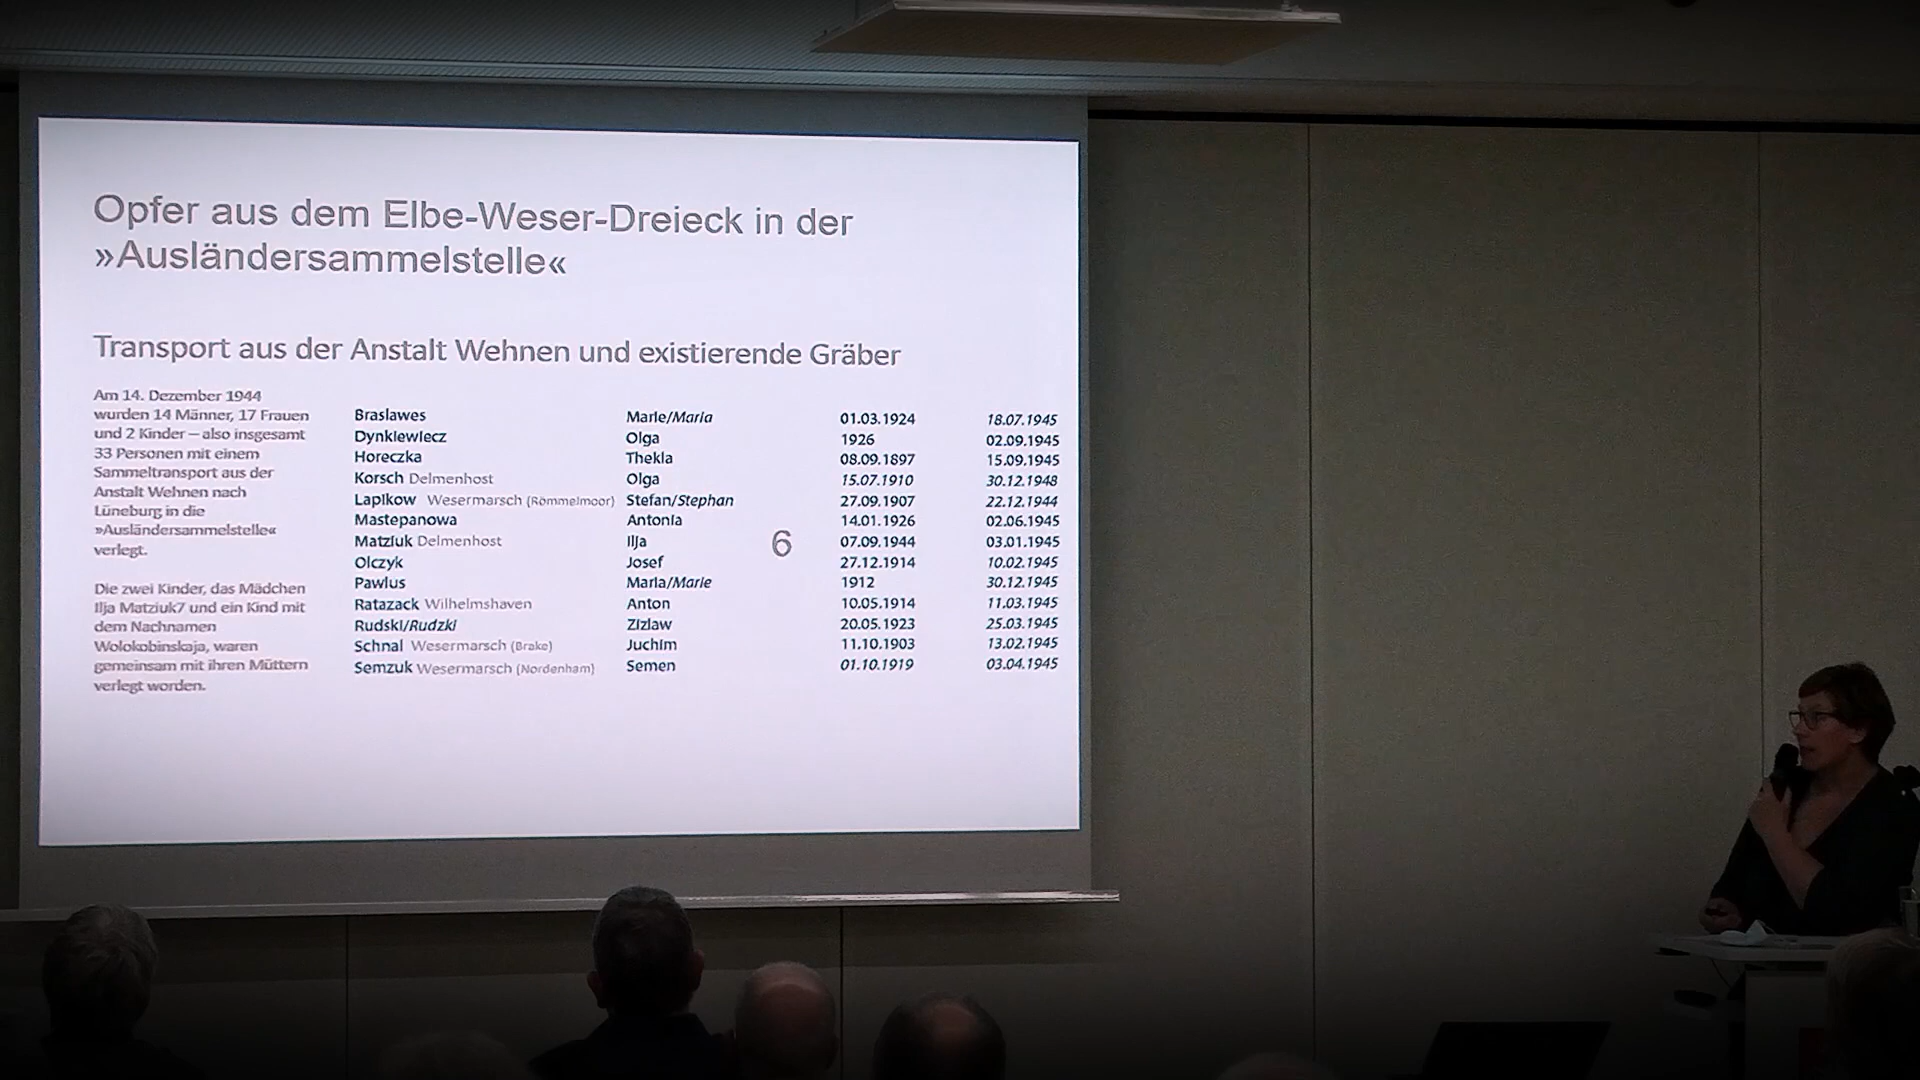 Opfer aus dem Elbe-Weser-Dreieck in der
»Ausländersammelstelle«
Transport aus der Anstalt Wehnen und existierende Gräber
Am 14. Dezember 1944
wurden 14 Männer, 17 Frauen
und 2 Kinder – also insgesamt
33 Personen mit einem
Sammeltransport aus der
Anstalt Wehnen nach
Lüneburg in die
»Ausländersammelstelle«
verlegt.
Die zwei Kinder, das Mädchen
Ilja Matziuk7 und ein Kind mit
dem Nachnamen
Wolokobinskaja, waren
gemeinsam mit ihren Müttern
verlegt worden.
Braslawes Marie/Maria 01.03.1924 18.07.1945
Dynkiewiecz Olga 1926 02.09.1945
Horeczka Thekla 08.09.1897 15.09.1945
Korsch Delmenhost Olga 15.07.1910 30.12.1948
Lapikow Wesermarsch (Römmelmoor) Stefan/Stephan 27.09.1907 22.12.1944
Mastepanowa Antonia 14.01.1926 02.06.1945
Matziuk Delmenhost Ilja 07.09.1944 03.01.1945
Olczyk Josef 27.12.1914 10.02.1945
Pawlus Maria/Marie 1912 30.12.1945
Ratazack Wilhelmshaven Anton 10.05.1914 11.03.1945
Rudski/Rudzki Zizlaw 20.05.1923 25.03.1945
Schnal Wesermarsch (Brake) Juchim 11.10.1903 13.02.1945
Semzuk Wesermarsch (Nordenham) Semen 01.10.1919 03.04.1945
6